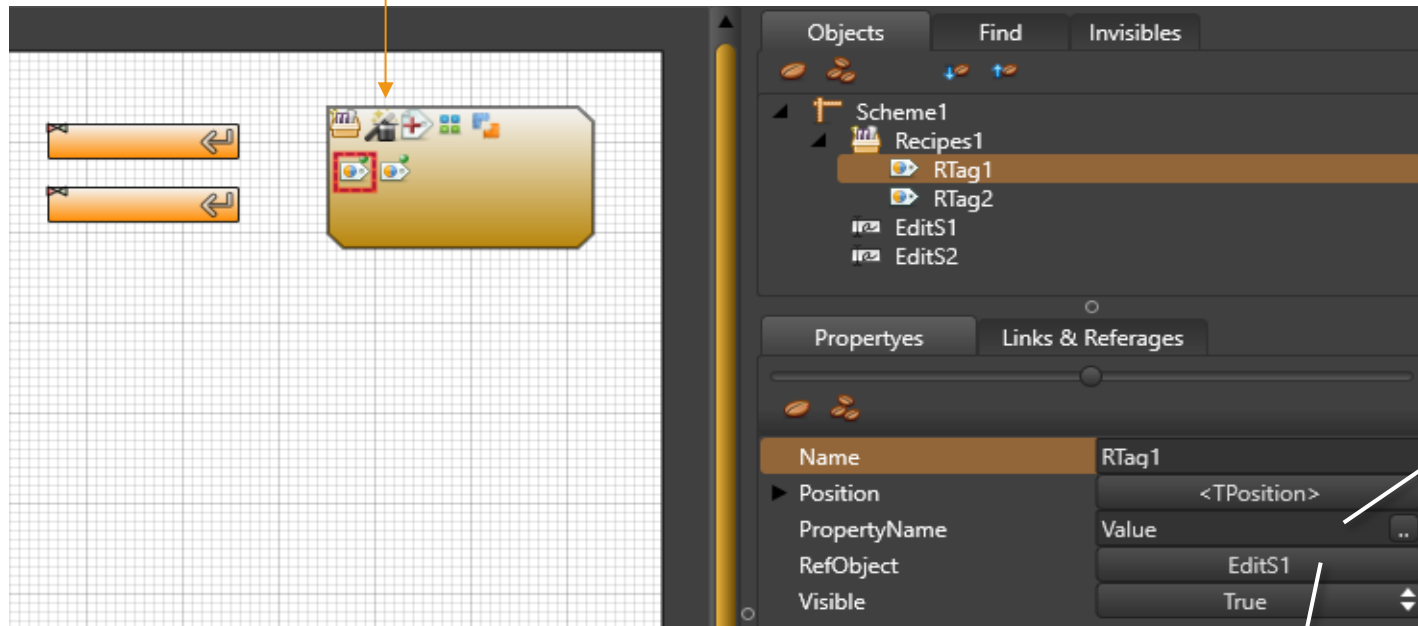 Objects Find Invisibles
Scheme1
Recipes1
RTag1
RTag2
EditS1
EditS2
Propertyes Links & Referages
Name RTag1
Position <TPosition>
PropertyName Value ..
RefObject EditS1
Visible True